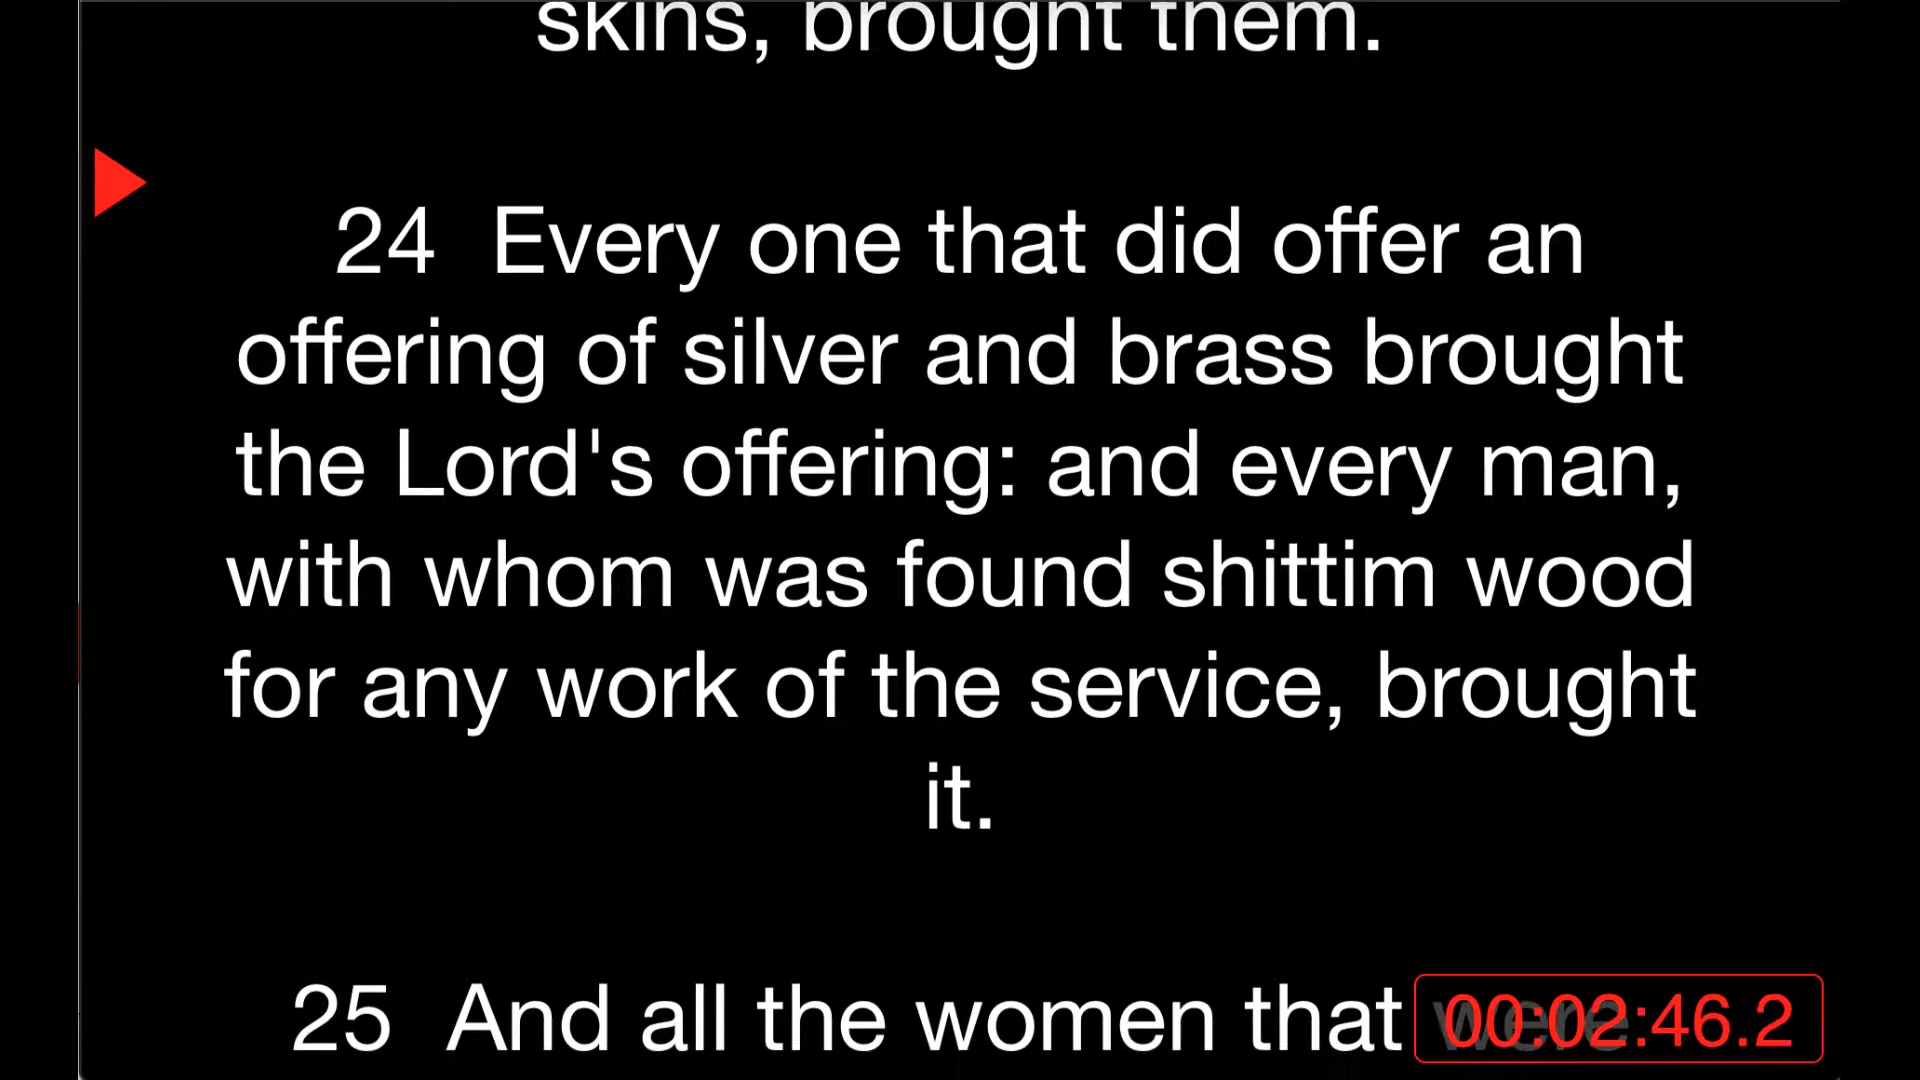 skins, brought them.
24 Every one that did offer an
offering of silver and brass brought
the Lord's offering: and every man,
with whom was found shittim wood
for any work of the service, brought
it.
25 And all the women that were
00:02:46.2